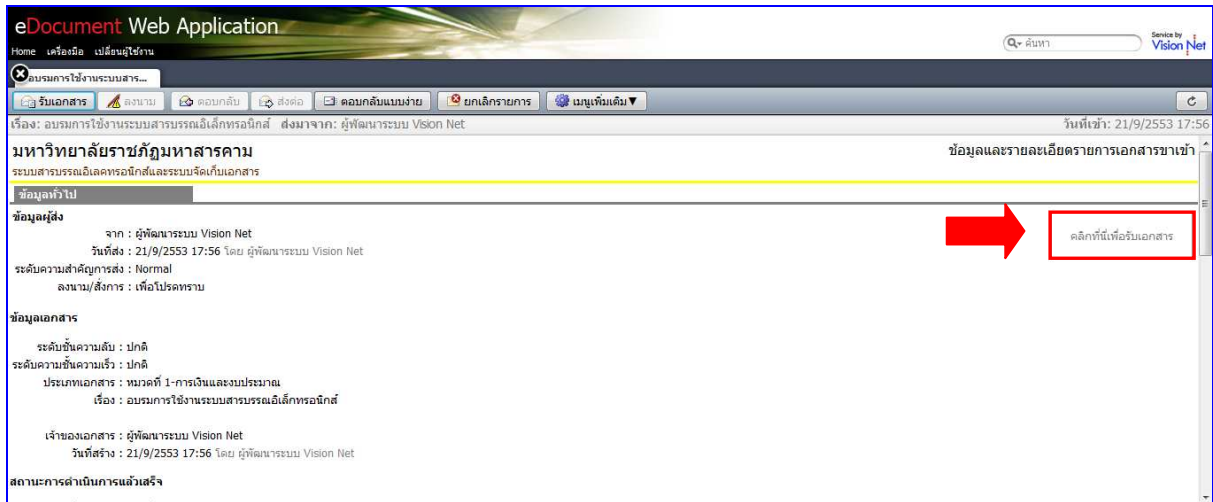 eDocument Web Application
Home เครื่องมือ เปลี่ยนผู้ใช้งาน
ค้นหา
Service by
Vision Net
อบรมการใช้งานระบบสาร...
รับเอกสาร ลงนาม ตอบกลับ ส่งต่อ ตอบกลับแบบง่าย ยกเลิกรายการ เมนูเพิ่มเติม▼
เรื่อง: อบรมการใช้งานระบบสารบรรณอิเล็กทรอนิกส์ ส่งมาจาก: ผู้พัฒนาระบบ Vision Net วันที่เข้า: 21/9/2553 17:56
มหาวิทยาลัยราชภัฏมหาสารคาม ข้อมูลและรายละเอียดรายการเอกสารขาเข้า
ระบบสารบรรณอิเลคทรอนิกส์และระบบจัดเก็บเอกสาร
ข้อมูลทั่วไป
ข้อมูลผู้ส่ง
จาก : ผู้พัฒนาระบบ Vision Net
คลิกที่นี่เพื่อรับเอกสาร
วันที่ส่ง : 21/9/2553 17:56 โดย ผู้พัฒนาระบบ Vision Net
ระดับความสำคัญการส่ง : Normal
ลงนาม/สั่งการ : เพื่อโปรดทราบ
ข้อมูลเอกสาร
ระดับชั้นความลับ : ปกติ
ระดับความชั้นความเร็ว : ปกติ
ประเภทเอกสาร : หมวดที่ 1-การเงินและงบประมาณ
เรื่อง : อบรมการใช้งานระบบสารบรรณอิเล็กทรอนิกส์
เจ้าของเอกสาร : ผู้พัฒนาระบบ Vision Net
วันที่สร้าง : 21/9/2553 17:56 โดย ผู้พัฒนาระบบ Vision Net
สถานะการดำเนินการแล้วเสร็จ